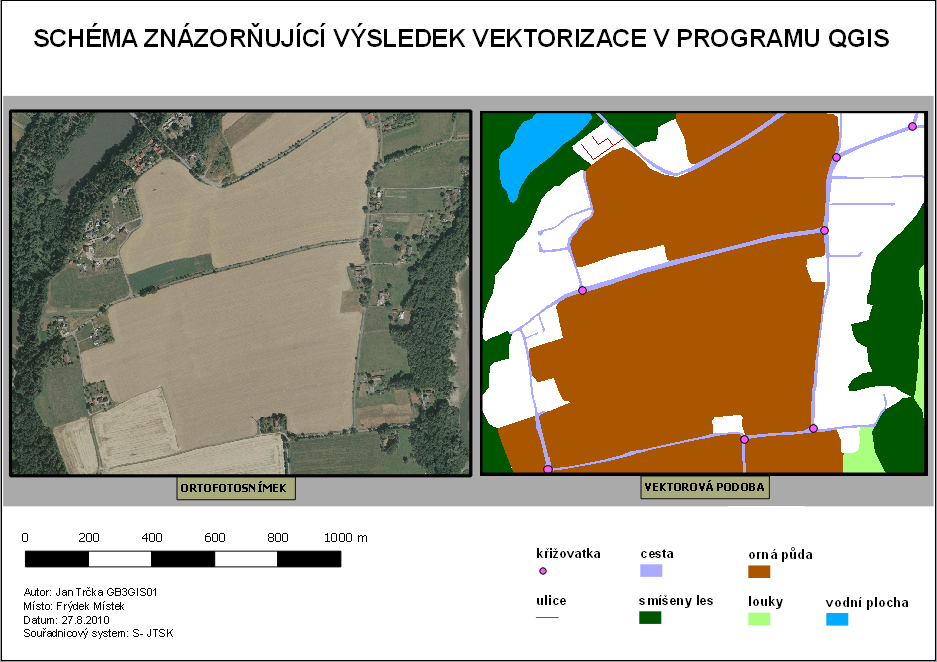 SCHÉMA ZNÁZORŇUJÍCÍ VÝSLEDEK VEKTORIZACE V PROGRAMU QGIS
ORTOFOTOSNÍMEK
VEKTOROVÁ PODOBA
0 200 400 600 800 1000 m
Autor: Jan Trčka GB3GIS01
Místo: Frýdek Místek
Datum: 27.8.2010
Souřadnicový system: S- JTSK
křižovatka cesta orná půda
ulice smíšeny les louky vodní plocha